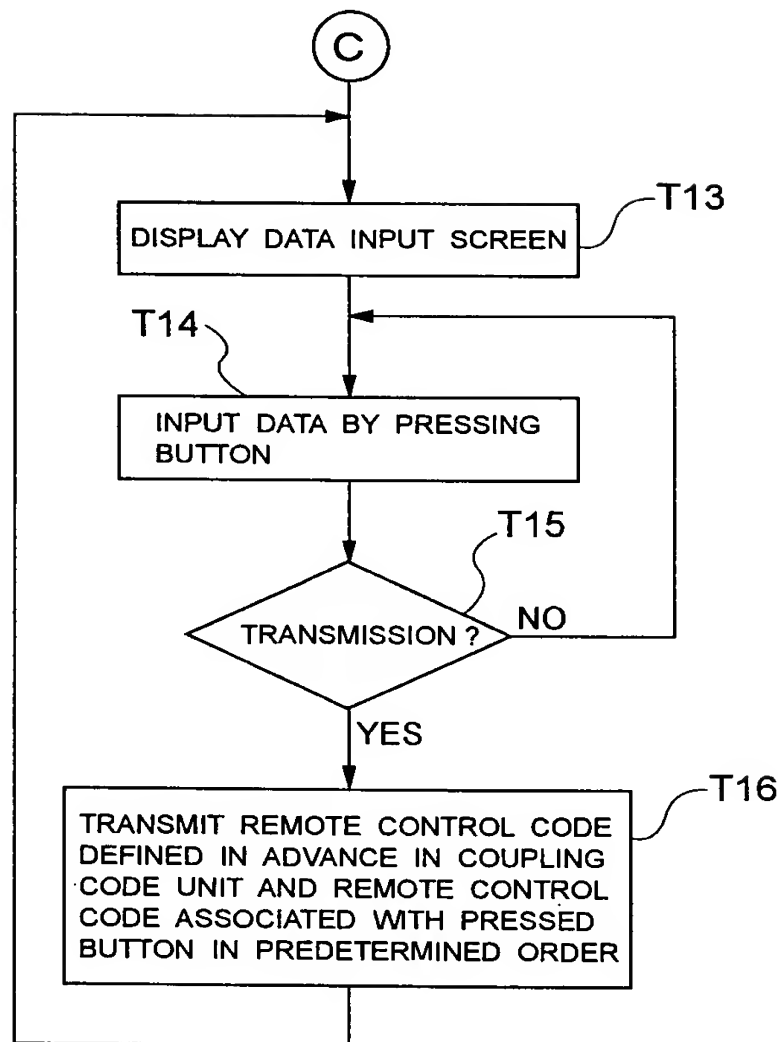 C
T13
DISPLAY DATA INPUT SCREEN
T14
INPUT DATA BY PRESSING
BUTTON
T15
TRANSMISSION ?
NO
YES
T16
TRANSMIT REMOTE CONTROL CODE
DEFINED IN ADVANCE IN COUPLING
CODE UNIT AND REMOTE CONTROL
CODE ASSOCIATED WITH PRESSED
BUTTON IN PREDETERMINED ORDER